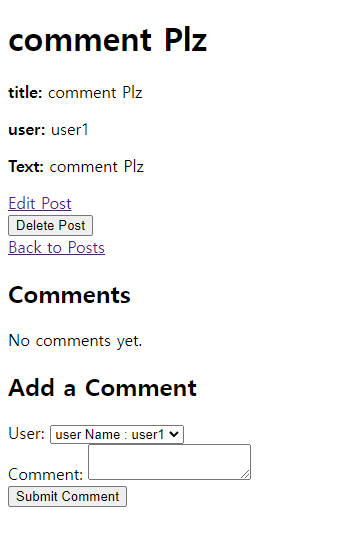 comment Plz
title: comment Plz
user: user1
Text: comment Plz
Edit Post
Delete Post
Back to Posts
Comments
No comments yet.
Add a Comment
User: user Name : user1
Comment:
Submit Comment